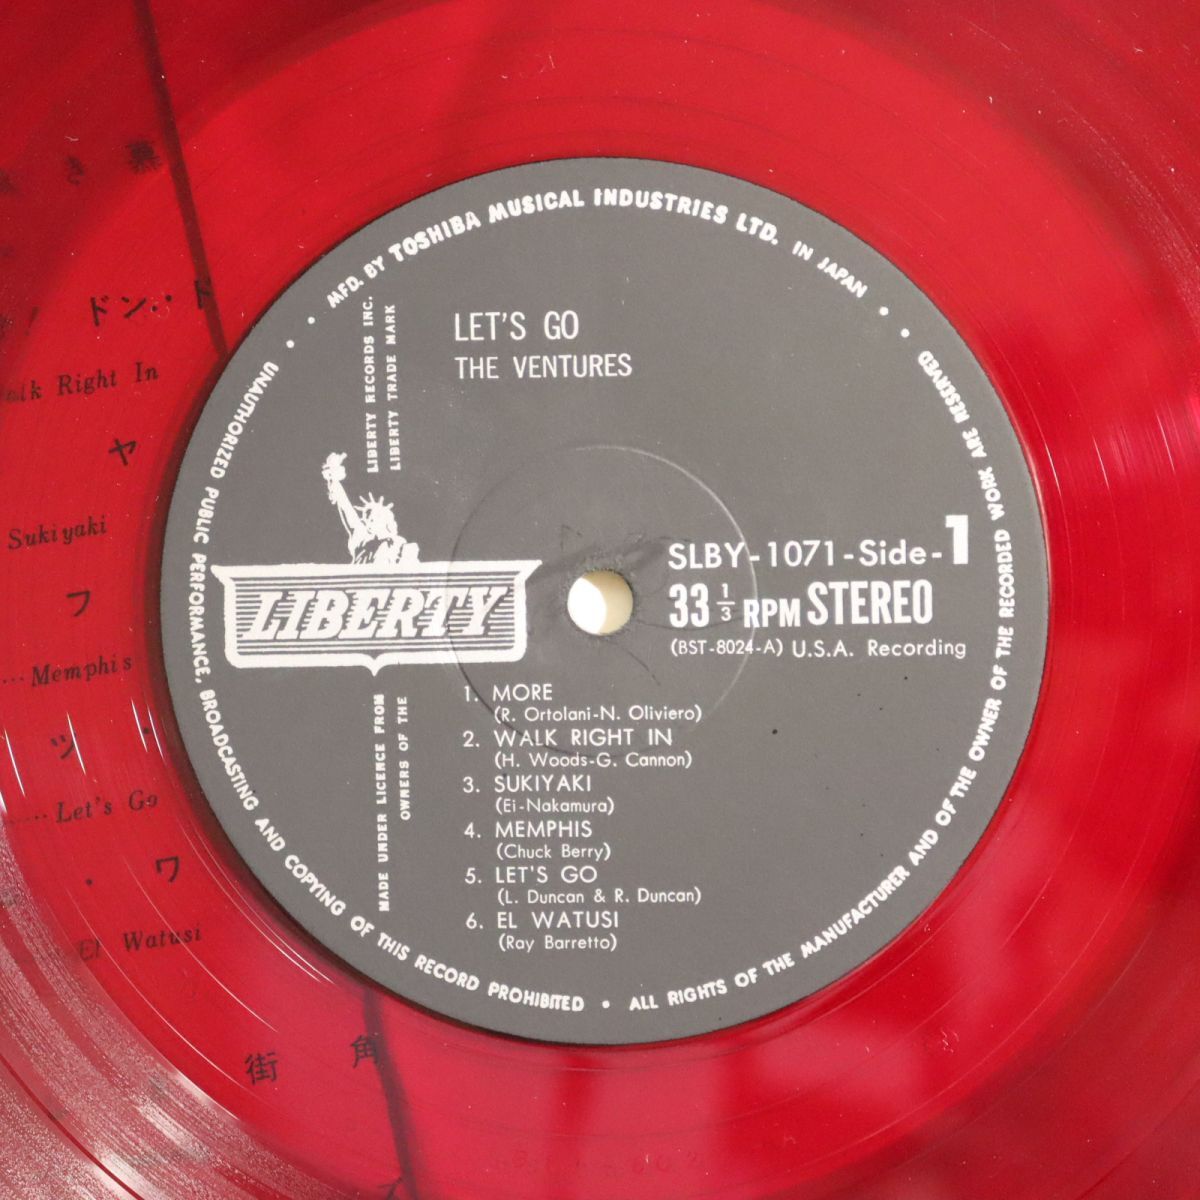 MFD. BY TOSHIBA MUSICAL INDUSTRIES LTD. IN JAPAN
LIBERTY RECORDS INC.
LIBERTY TRADE MARK
LET'S GO
THE VENTURES
LIBERTY
SLBY-1071-Side-1
33 1/3 RPM STEREO
(BST-8024-A) U.S.A. Recording
1. MORE
(R. Ortolani-N. Oliviero)
2. WALK RIGHT IN
(H. Woods-G. Cannon)
3. SUKIYAKI
(Ei-Nakamura)
4. MEMPHIS
(Chuck Berry)
5. LET'S GO
(L. Duncan & R. Duncan)
6. EL WATUSI
(Ray Barretto)
MADE UNDER LICENCE FROM
OWNERS OF THE
UNAUTHORIZED PUBLIC PERFORMANCE, BROADCASTING AND COPYING OF THIS RECORD PROHIBITED • ALL RIGHTS OF THE MANUFACTURER AND OF THE OWNER OF THE RECORDED WORK ARE RESERVED
き 慕
ドン・ド
Right In
ヤ
Sukiyaki
フ
...Memphis
ツ ・
......Let's Go
・ ワ
El Watusi
街 角